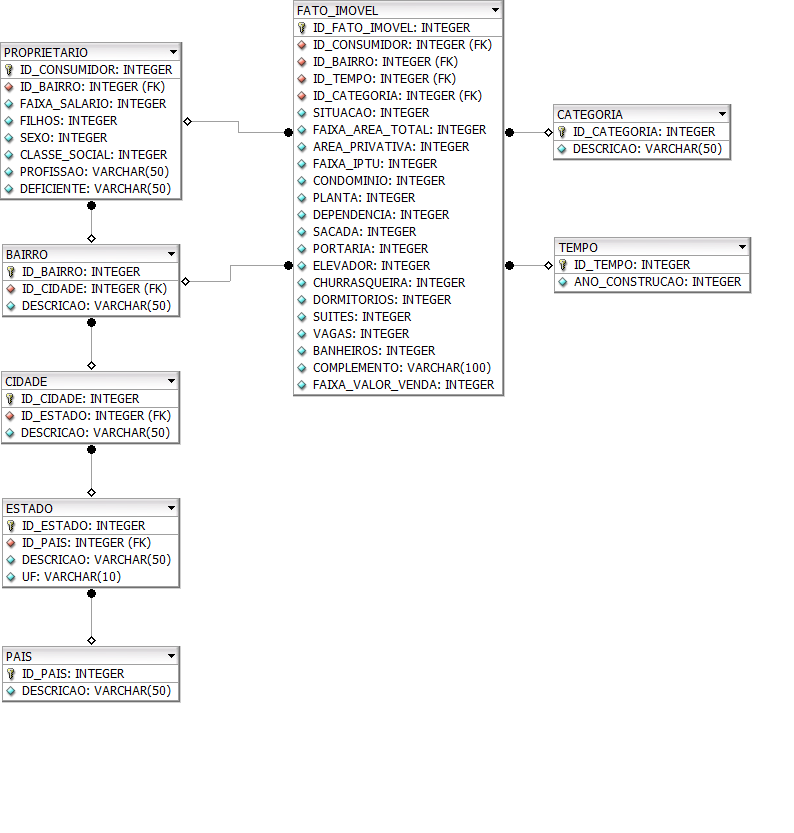 FATO_IMOVEL
ID_FATO_IMOVEL: INTEGER
ID_CONSUMIDOR: INTEGER (FK)
ID_BAIRRO: INTEGER (FK)
ID_TEMPO: INTEGER (FK)
ID_CATEGORIA: INTEGER (FK)
SITUACAO: INTEGER
FAIXA_AREA_TOTAL: INTEGER
AREA_PRIVATIVA: INTEGER
FAIXA_IPTU: INTEGER
CONDOMINIO: INTEGER
PLANTA: INTEGER
DEPENDENCIA: INTEGER
SACADA: INTEGER
PORTARIA: INTEGER
ELEVADOR: INTEGER
CHURRASQUEIRA: INTEGER
DORMITORIOS: INTEGER
SUITES: INTEGER
VAGAS: INTEGER
BANHEIROS: INTEGER
COMPLEMENTO: VARCHAR(100)
FAIXA_VALOR_VENDA: INTEGER
PROPRIETARIO
ID_CONSUMIDOR: INTEGER
ID_BAIRRO: INTEGER (FK)
FAIXA_SALARIO: INTEGER
FILHOS: INTEGER
SEXO: INTEGER
CLASSE_SOCIAL: INTEGER
PROFISSAO: VARCHAR(50)
DEFICIENTE: VARCHAR(50)
CATEGORIA
ID_CATEGORIA: INTEGER
DESCRICAO: VARCHAR(50)
TEMPO
ID_TEMPO: INTEGER
ANO_CONSTRUCAO: INTEGER
BAIRRO
ID_BAIRRO: INTEGER
ID_CIDADE: INTEGER (FK)
DESCRICAO: VARCHAR(50)
CIDADE
ID_CIDADE: INTEGER
ID_ESTADO: INTEGER (FK)
DESCRICAO: VARCHAR(50)
ESTADO
ID_ESTADO: INTEGER
ID_PAIS: INTEGER (FK)
DESCRICAO: VARCHAR(50)
UF: VARCHAR(10)
PAIS
ID_PAIS: INTEGER
DESCRICAO: VARCHAR(50)